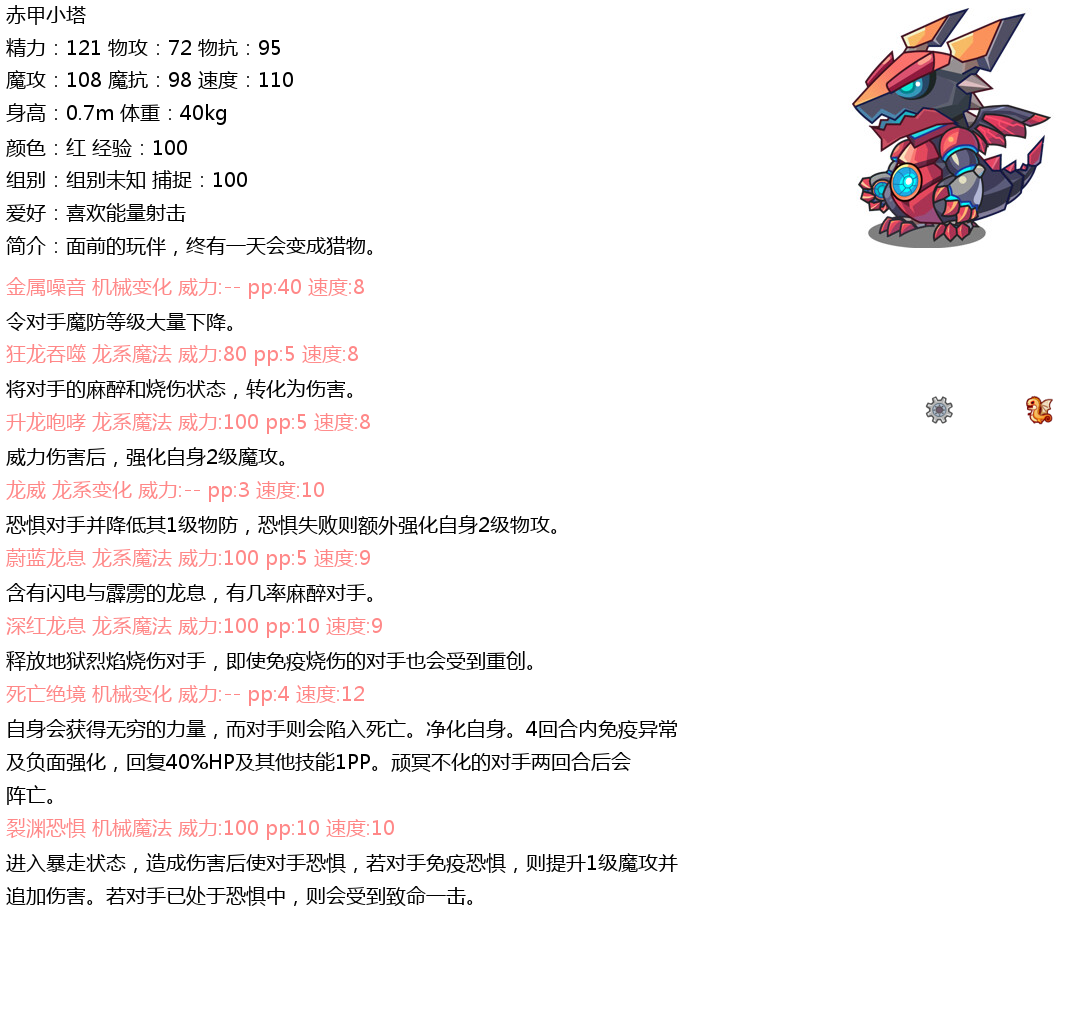 赤甲小塔
精力：121 物攻：72 物抗：95
魔攻：108 魔抗：98 速度：110
身高：0.7m 体重：40kg
颜色：红 经验：100
组别：组别未知 捕捉：100
爱好：喜欢能量射击
简介：面前的玩伴，终有一天会变成猎物。
金属噪音 机械变化 威力:-- pp:40 速度:8
令对手魔防等级大量下降。
狂龙吞噬 龙系魔法 威力:80 pp:5 速度:8
将对手的麻醉和烧伤状态，转化为伤害。
升龙咆哮 龙系魔法 威力:100 pp:5 速度:8
威力伤害后，强化自身2级魔攻。
龙威 龙系变化 威力:-- pp:3 速度:10
恐惧对手并降低其1级物防，恐惧失败则额外强化自身2级物攻。
蔚蓝龙息 龙系魔法 威力:100 pp:5 速度:9
含有闪电与霹雳的龙息，有几率麻醉对手。
深红龙息 龙系魔法 威力:100 pp:10 速度:9
释放地狱烈焰烧伤对手，即使免疫烧伤的对手也会受到重创。
死亡绝境 机械变化 威力:-- pp:4 速度:12
自身会获得无穷的力量，而对手则会陷入死亡。净化自身。4回合内免疫异常
及负面强化，回复40%HP及其他技能1PP。顽冥不化的对手两回合后会
阵亡。
裂渊恐惧 机械魔法 威力:100 pp:10 速度:10
进入暴走状态，造成伤害后使对手恐惧，若对手免疫恐惧，则提升1级魔攻并
追加伤害。若对手已处于恐惧中，则会受到致命一击。